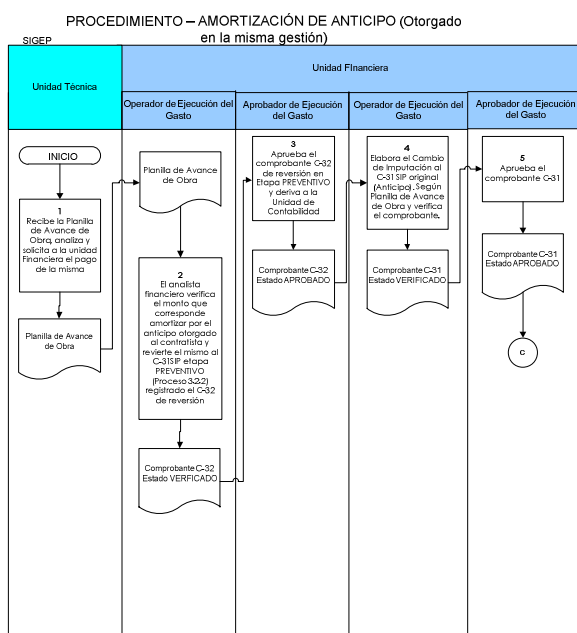 PROCEDIMIENTO – AMORTIZACIÓN DE ANTICIPO (Otorgado
en la misma gestión)
SIGEP
Unidad Técnica
Unidad FInanciera
Operador de Ejecución del
Gasto
Aprobador de Ejecución
del Gasto
Operador de Ejecución del
Gasto
Aprobador de Ejecución
del Gasto
INICIO
1
Recibe la Planilla
de Avance de
Obra, analiza y
solicita a la unidad
Financiera el pago
de la misma
Planilla de Avance
de Obra
Planilla de Avance
de Obra
2
El analista
financiero verifica
el monto que
corresponde
amortizar por el
anticipo otorgado
al contratista y
revierte el mismo al
C-31SIP etapa
PREVENTIVO
(Proceso 3-2-2)
registrado el C-32
de reversión
Comprobante C-32
Estado VERFICADO
3
Aprueba el
comprobante C-32
de reversión en
Etapa PREVENTIVO
y deriva a la
Unidad de
Contabilidad
Comprobante C-32
Estado APROBADO
4
Elabora el Cambio
de Imputación al
C-31 SIP original
(Anticipo). Según
Planilla de Avance
de Obra y verifica
el comprobante.
Comprobante C-31
Estado VERIFICADO
5
Aprueba el
comprobante C-31
Comprobante C-31
Estado APROBADO
C